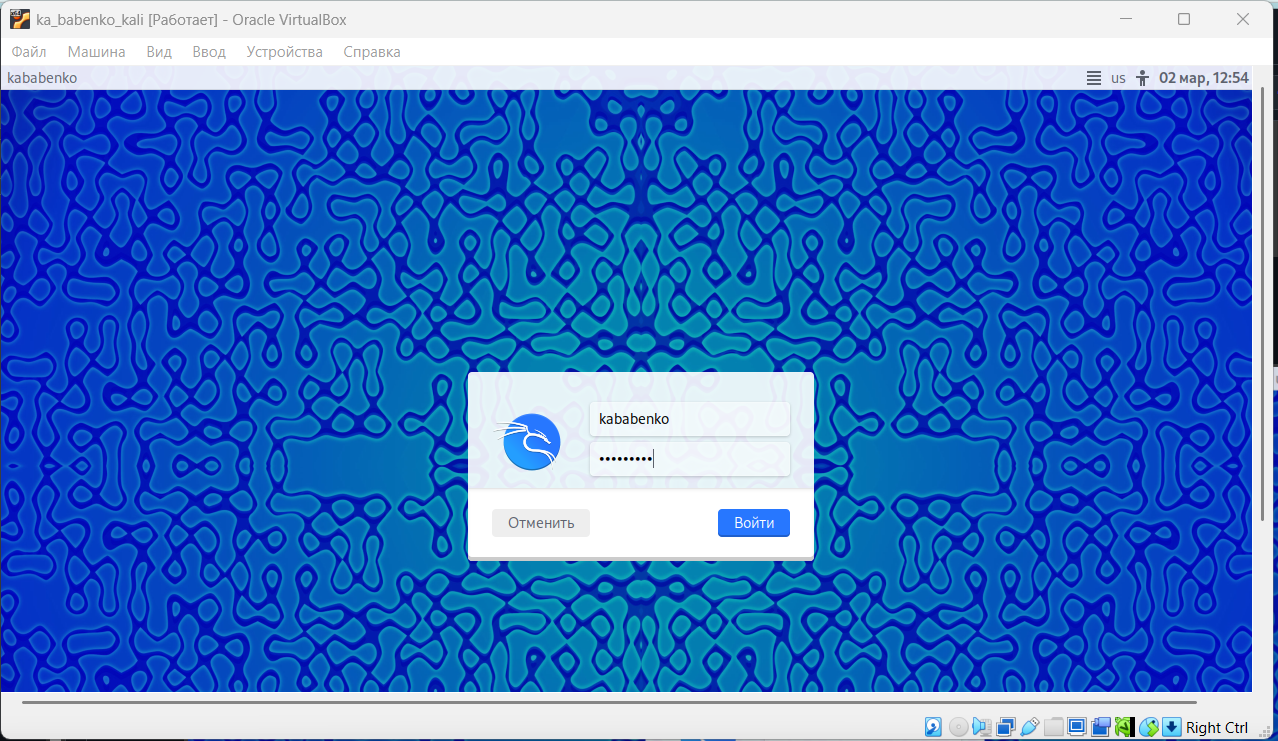 ka_babenko_kali [Работает] - Oracle VirtualBox
Файл Машина Вид Ввод Устройства Справка
kababenko us 02 мар, 12:54
kababenko
•••••••••
Отменить Войти
Right Ctrl